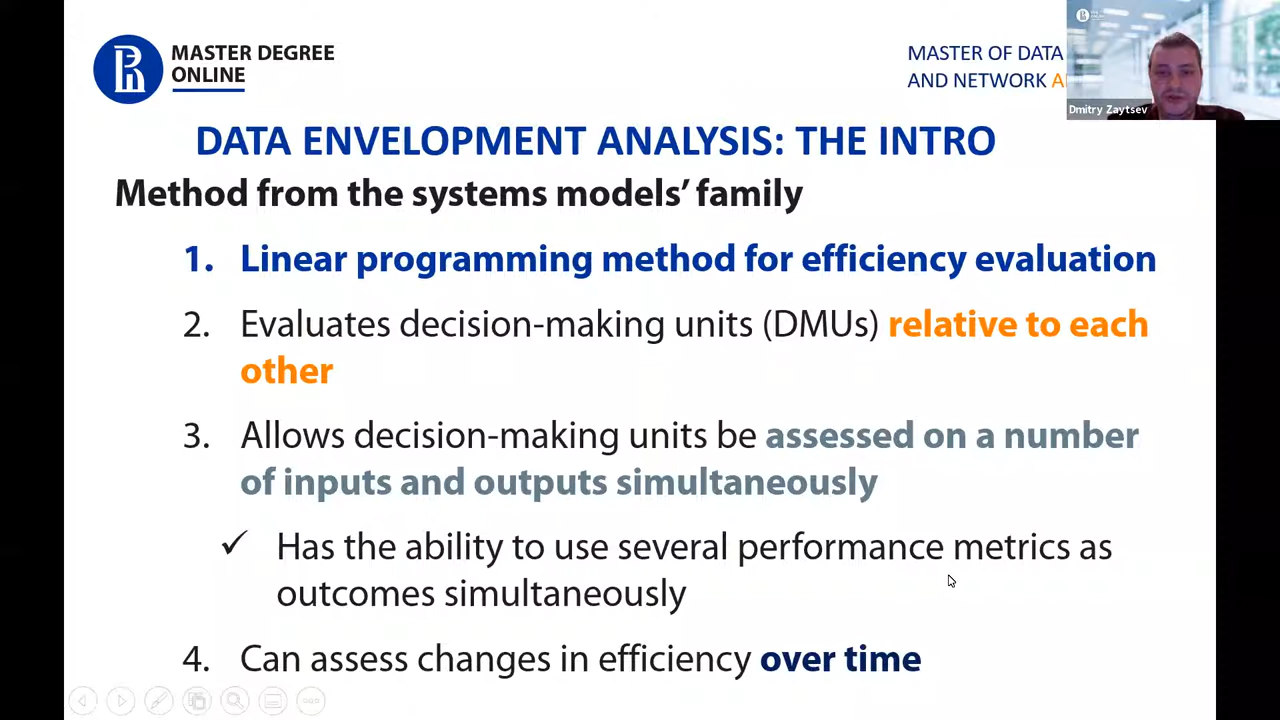 MASTER DEGREE
ONLINE
MASTER OF DATA
AND NETWORK A
Dmitry Zaytsev
DATA ENVELOPMENT ANALYSIS: THE INTRO
Method from the systems models’ family
1. Linear programming method for efficiency evaluation
2. Evaluates decision-making units (DMUs) relative to each
other
3. Allows decision-making units be assessed on a number
of inputs and outputs simultaneously
✓ Has the ability to use several performance metrics as
outcomes simultaneously
4. Can assess changes in efficiency over time